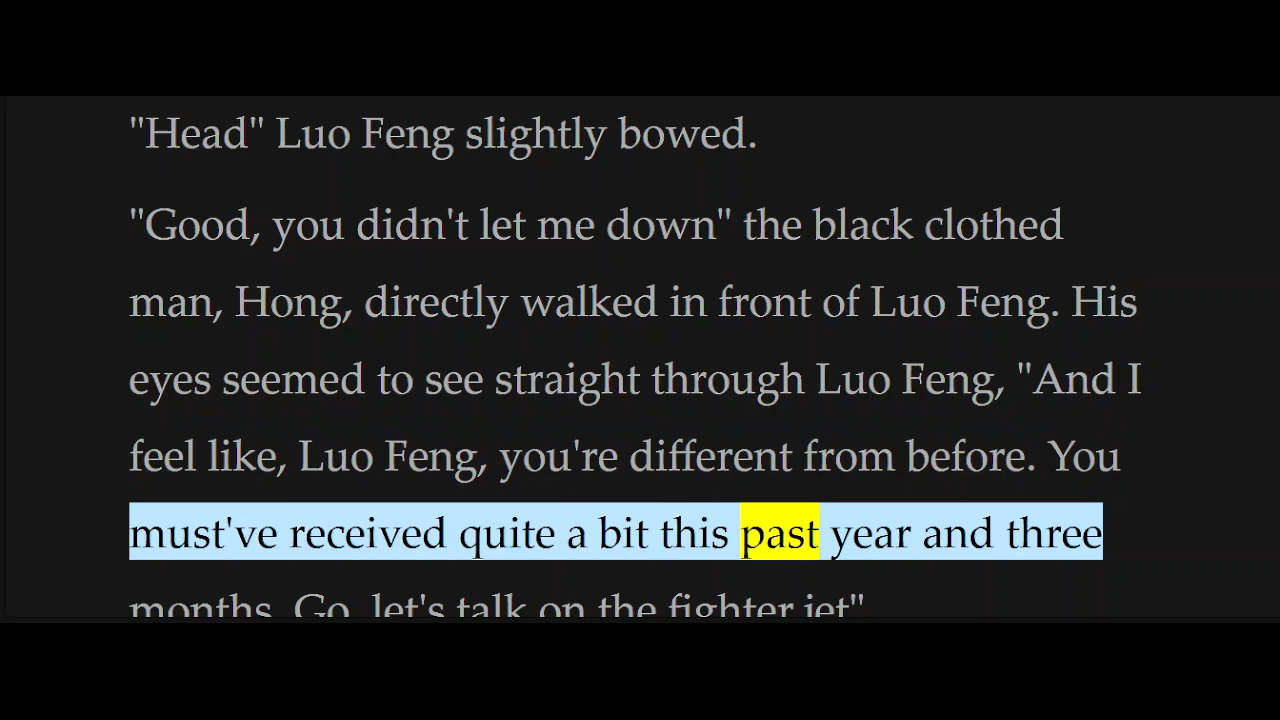 "Head" Luo Feng slightly bowed.
"Good, you didn't let me down" the black clothed
man, Hong, directly walked in front of Luo Feng. His
eyes seemed to see straight through Luo Feng, "And I
feel like, Luo Feng, you're different from before. You
must've received quite a bit this past year and three
months. Go, let's talk on the fighter jet"